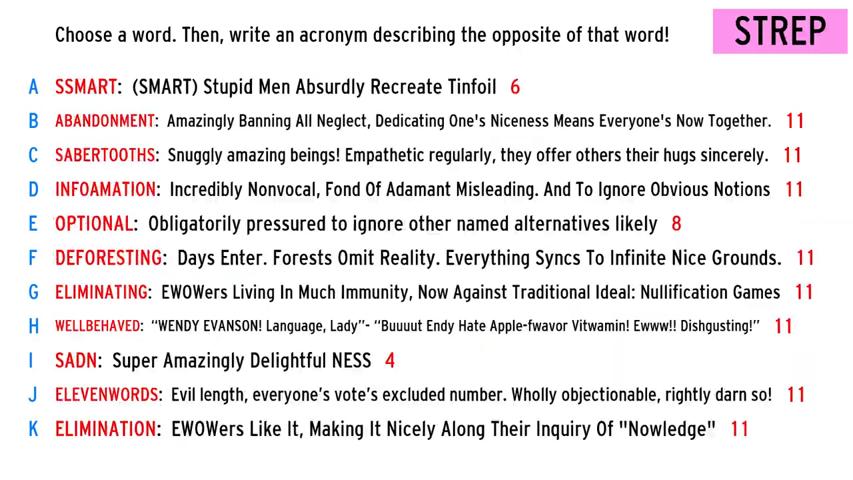 Choose a word. Then, write an acronym describing the opposite of that word!
STREP
A SSMART: (SMART) Stupid Men Absurdly Recreate Tinfoil 6
B ABANDONMENT: Amazingly Banning All Neglect, Dedicating One's Niceness Means Everyone's Now Together. 11
C SABERTOOTHS: Snuggly amazing beings! Empathetic regularly, they offer others their hugs sincerely. 11
D INFOAMATION: Incredibly Nonvocal, Fond Of Adamant Misleading. And To Ignore Obvious Notions 11
E OPTIONAL: Obligatorily pressured to ignore other named alternatives likely 8
F DEFORESTING: Days Enter. Forests Omit Reality. Everything Syncs To Infinite Nice Grounds. 11
G ELIMINATING: EWOWers Living In Much Immunity, Now Against Traditional Ideal: Nullification Games 11
H WELLBEHAVED: “WENDY EVANSON! Language, Lady”- “Buuuut Endy Hate Apple-fwavor Vitwamin! Ewww!! Dishgusting!” 11
I SADN: Super Amazingly Delightful NESS 4
J ELEVENWORDS: Evil length, everyone’s vote’s excluded number. Wholly objectionable, rightly darn so! 11
K ELIMINATION: EWOWers Like It, Making It Nicely Along Their Inquiry Of "Nowledge" 11